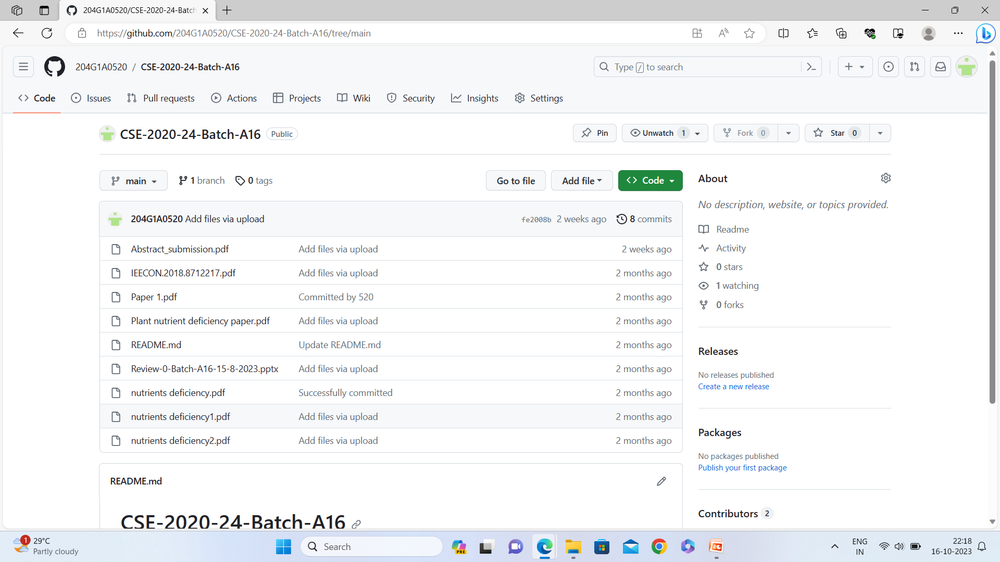 204G1A0520/CSE-2020-24-Batch
https://github.com/204G1A0520/CSE-2020-24-Batch-A16/tree/main
204G1A0520 / CSE-2020-24-Batch-A16
Type / to search
Code Issues Pull requests Actions Projects Wiki Security Insights Settings
CSE-2020-24-Batch-A16 Public
Pin Unwatch 1 Fork 0 Star 0
main 1 branch 0 tags Go to file Add file Code
204G1A0520 Add files via upload fe2008b 2 weeks ago 8 commits
Abstract_submission.pdf Add files via upload 2 weeks ago
IEECON.2018.8712217.pdf Add files via upload 2 months ago
Paper 1.pdf Committed by 520 2 months ago
Plant nutrient deficiency paper.pdf Add files via upload 2 months ago
README.md Update README.md 2 months ago
Review-0-Batch-A16-15-8-2023.pptx Add files via upload 2 months ago
nutrients deficiency.pdf Successfully committed 2 months ago
nutrients deficiency1.pdf Add files via upload 2 months ago
nutrients deficiency2.pdf Add files via upload 2 months ago
README.md
CSE-2020-24-Batch-A16
About
No description, website, or topics provided.
Readme
Activity
0 stars
1 watching
0 forks
Releases
No releases published
Create a new release
Packages
No packages published
Publish your first package
Contributors 2
1
29°C
Partly cloudy
Search
PRE
ENG
IN
22:18
16-10-2023